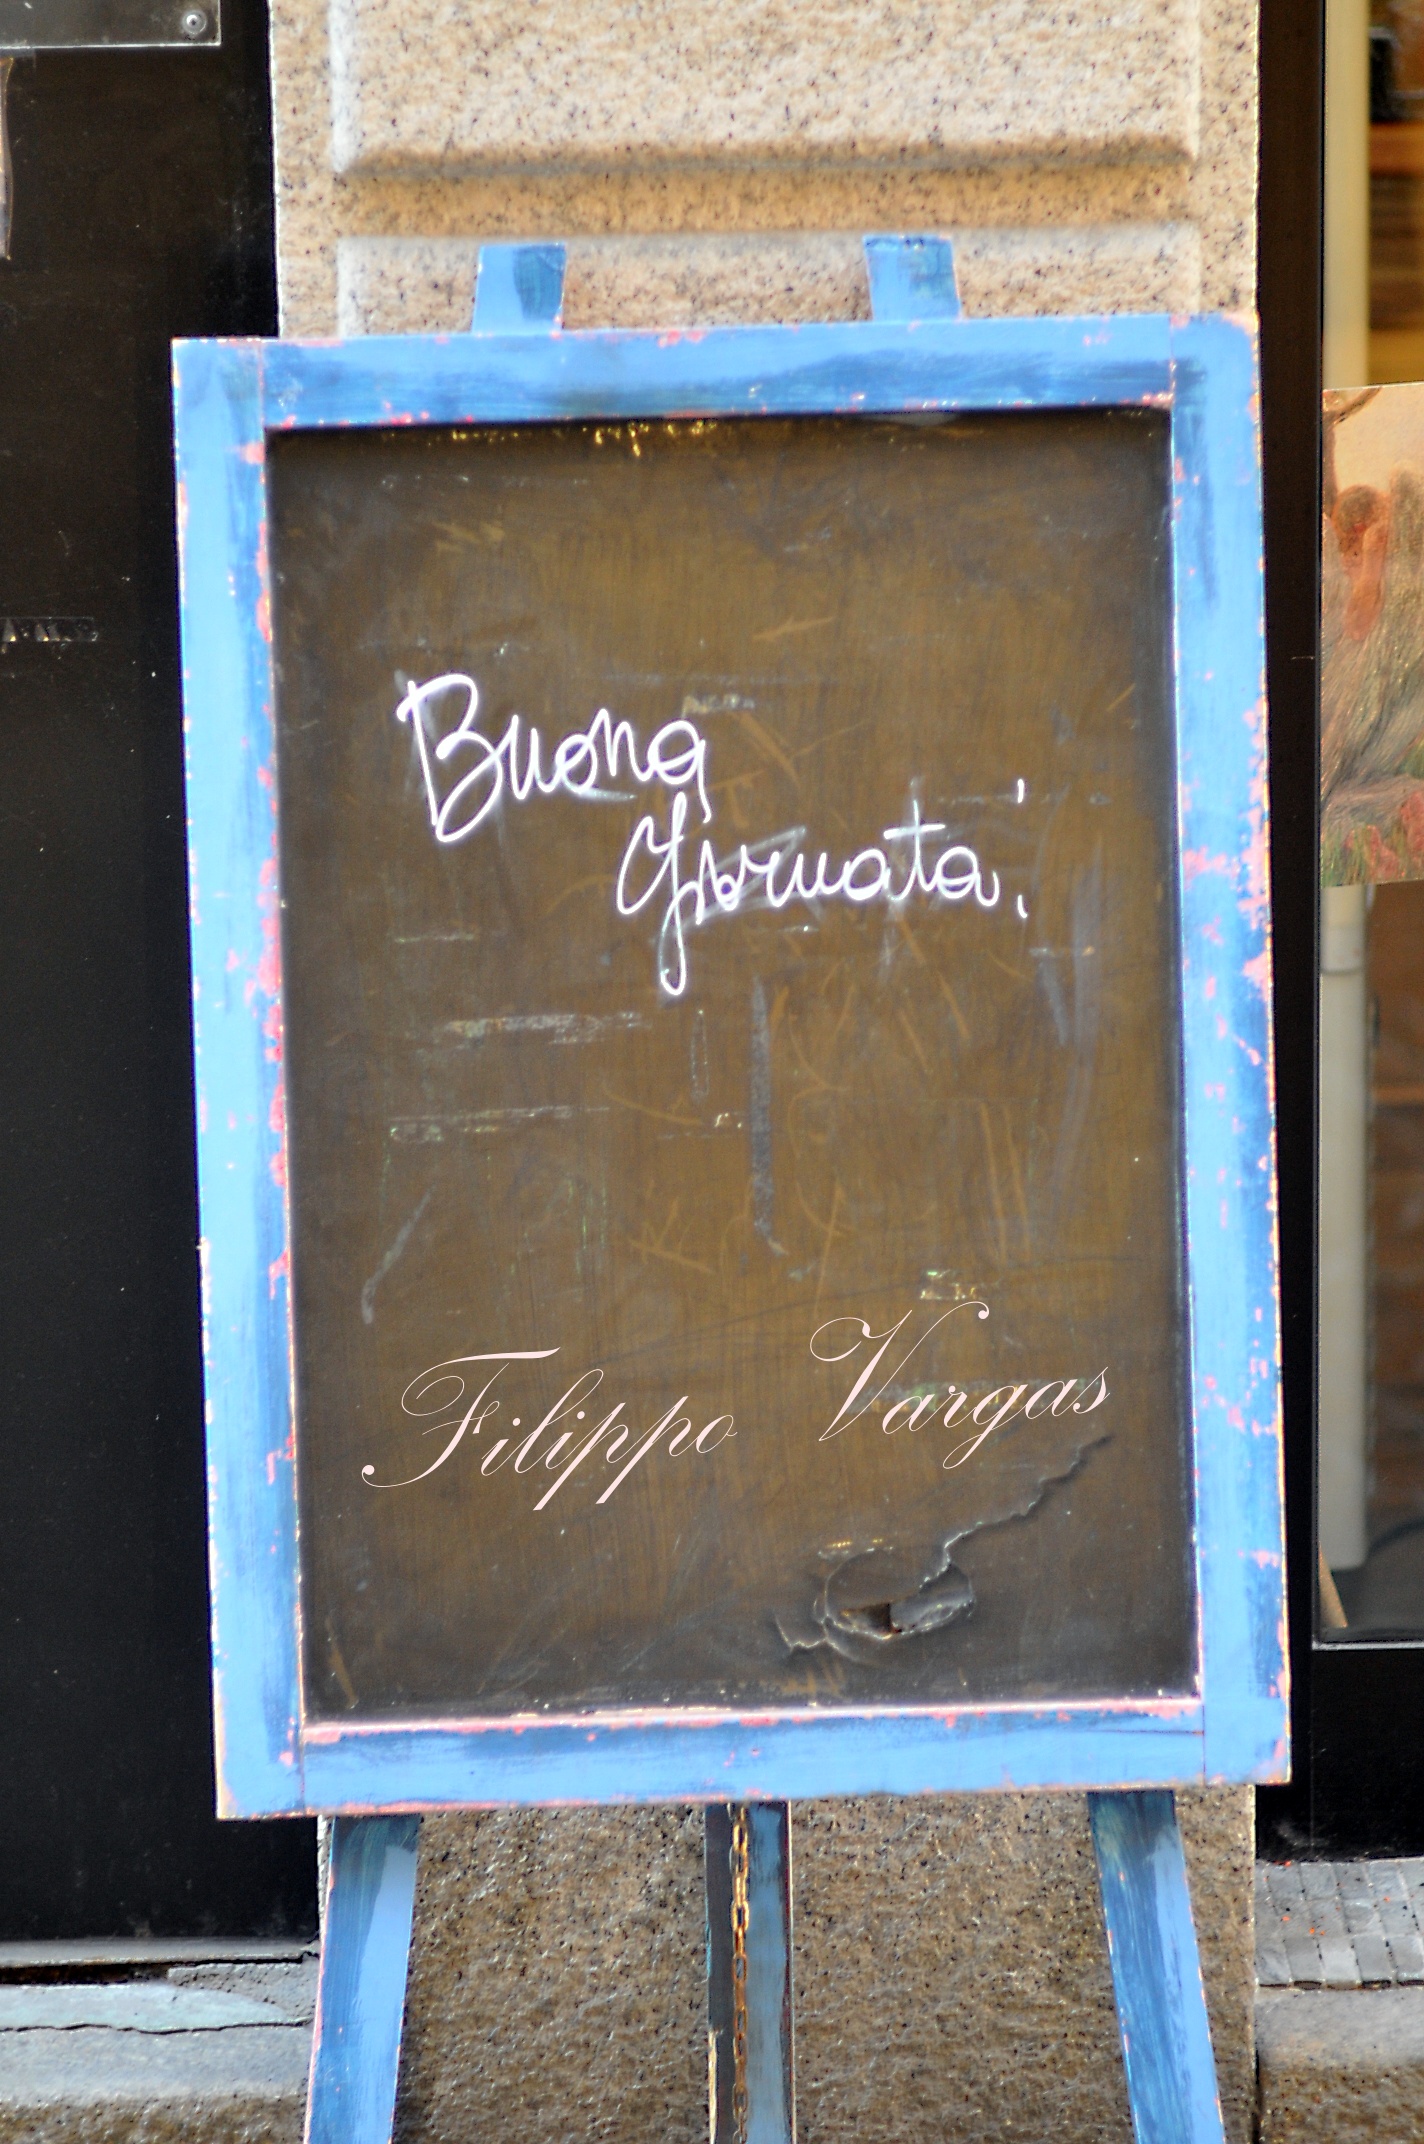 Buona
Giornata!
Filippo Vargas